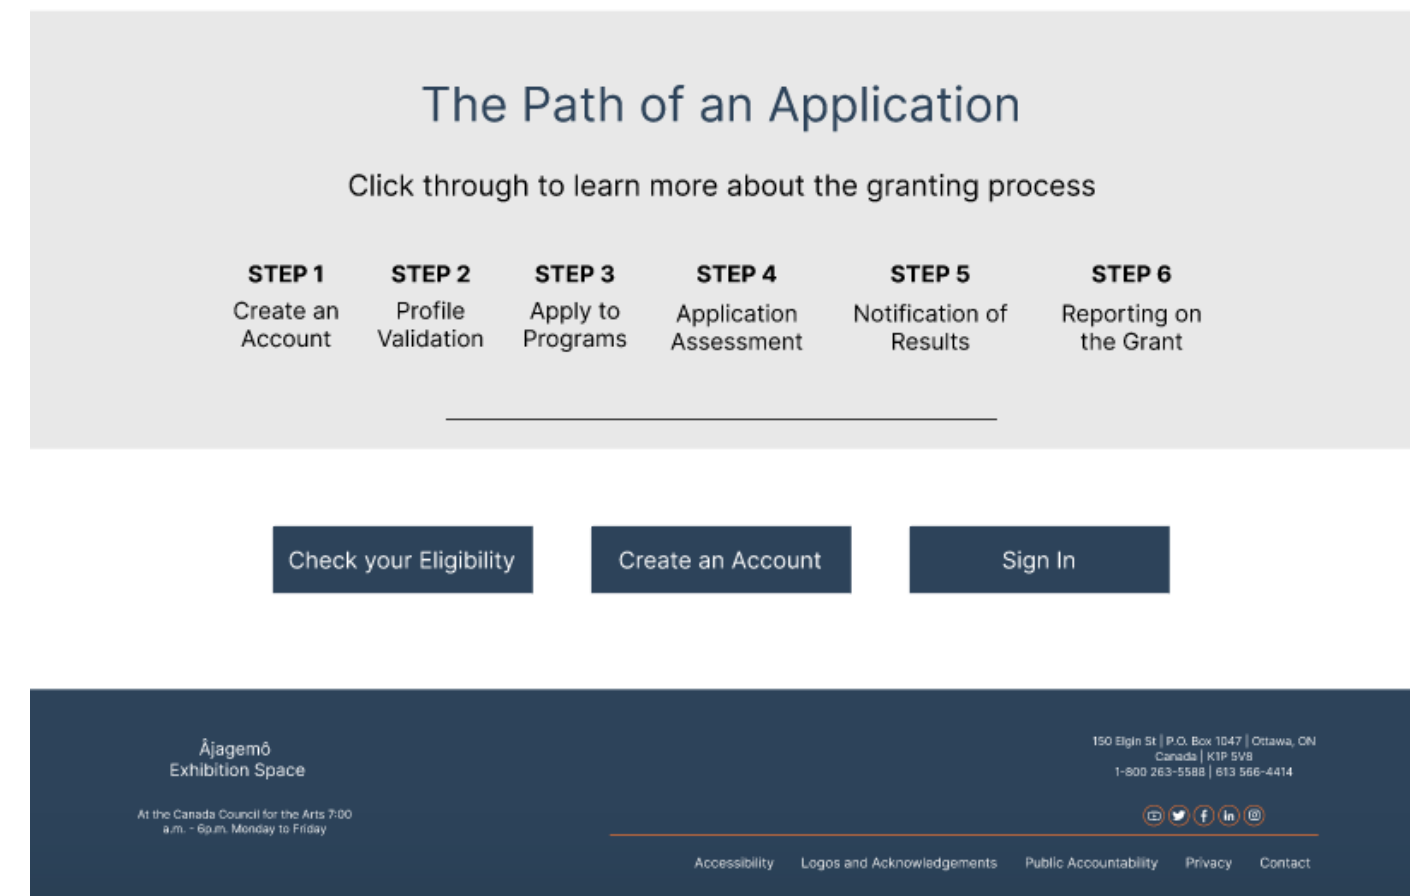 The Path of an Application
Click through to learn more about the granting process
STEP 1
Create an
Account
STEP 2
Profile
Validation
STEP 3
Apply to
Programs
STEP 4
Application
Assessment
STEP 5
Notification of
Results
STEP 6
Reporting on
the Grant
Check your Eligibility
Create an Account
Sign In
Âjagemô
Exhibition Space
At the Canada Council for the Arts 7:00
a.m. - 6p.m. Monday to Friday
150 Elgin St | P.O. Box 1047 | Ottawa, ON
Canada | K1P 5V8
1-800 263-5588 | 613 566-4414
Accessibility Logos and Acknowledgements Public Accountability Privacy Contact